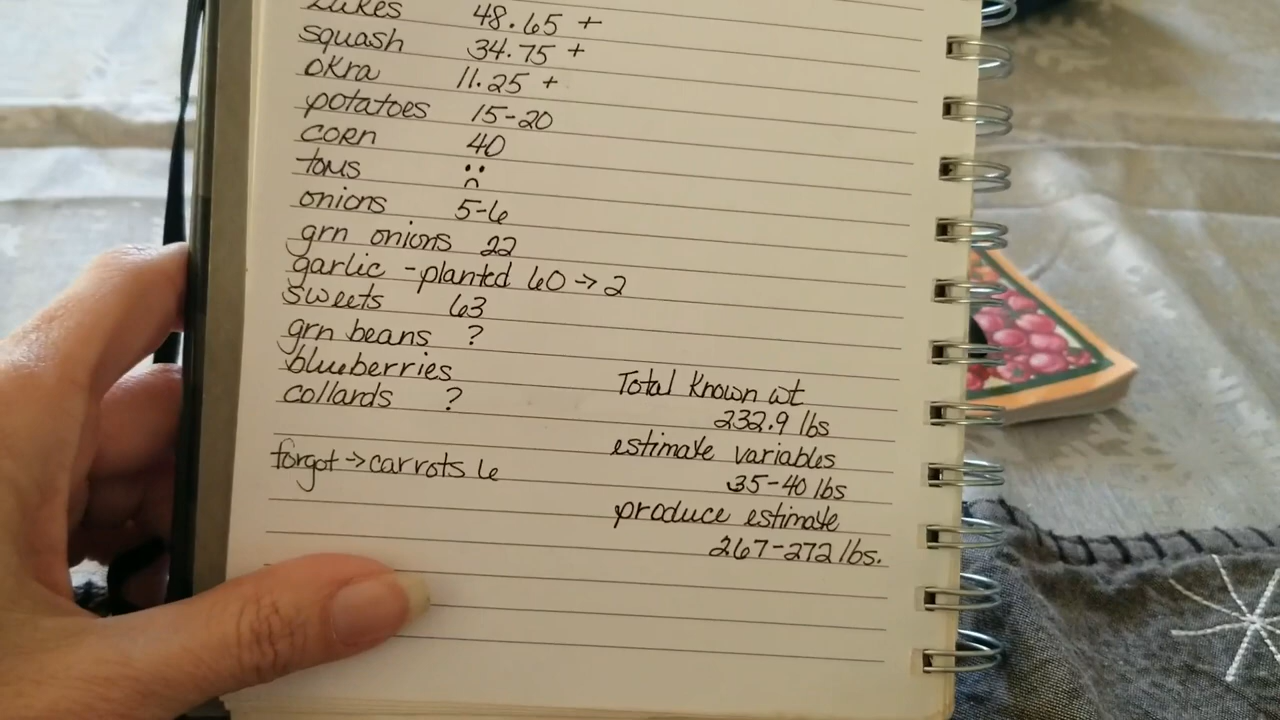 zukes 48.65 +
squash 34.75 +
okra 11.25 +
potatoes 15-20
corn 40
toms
onions 5-6
grn onions 22
garlic - planted 60 → 2
sweets 63
grn beans ?
blueberries
collards ?
forgot → carrots 6
Total known wt
232.9 lbs
estimate variables
35-40 lbs
produce estimate
267-272 lbs.